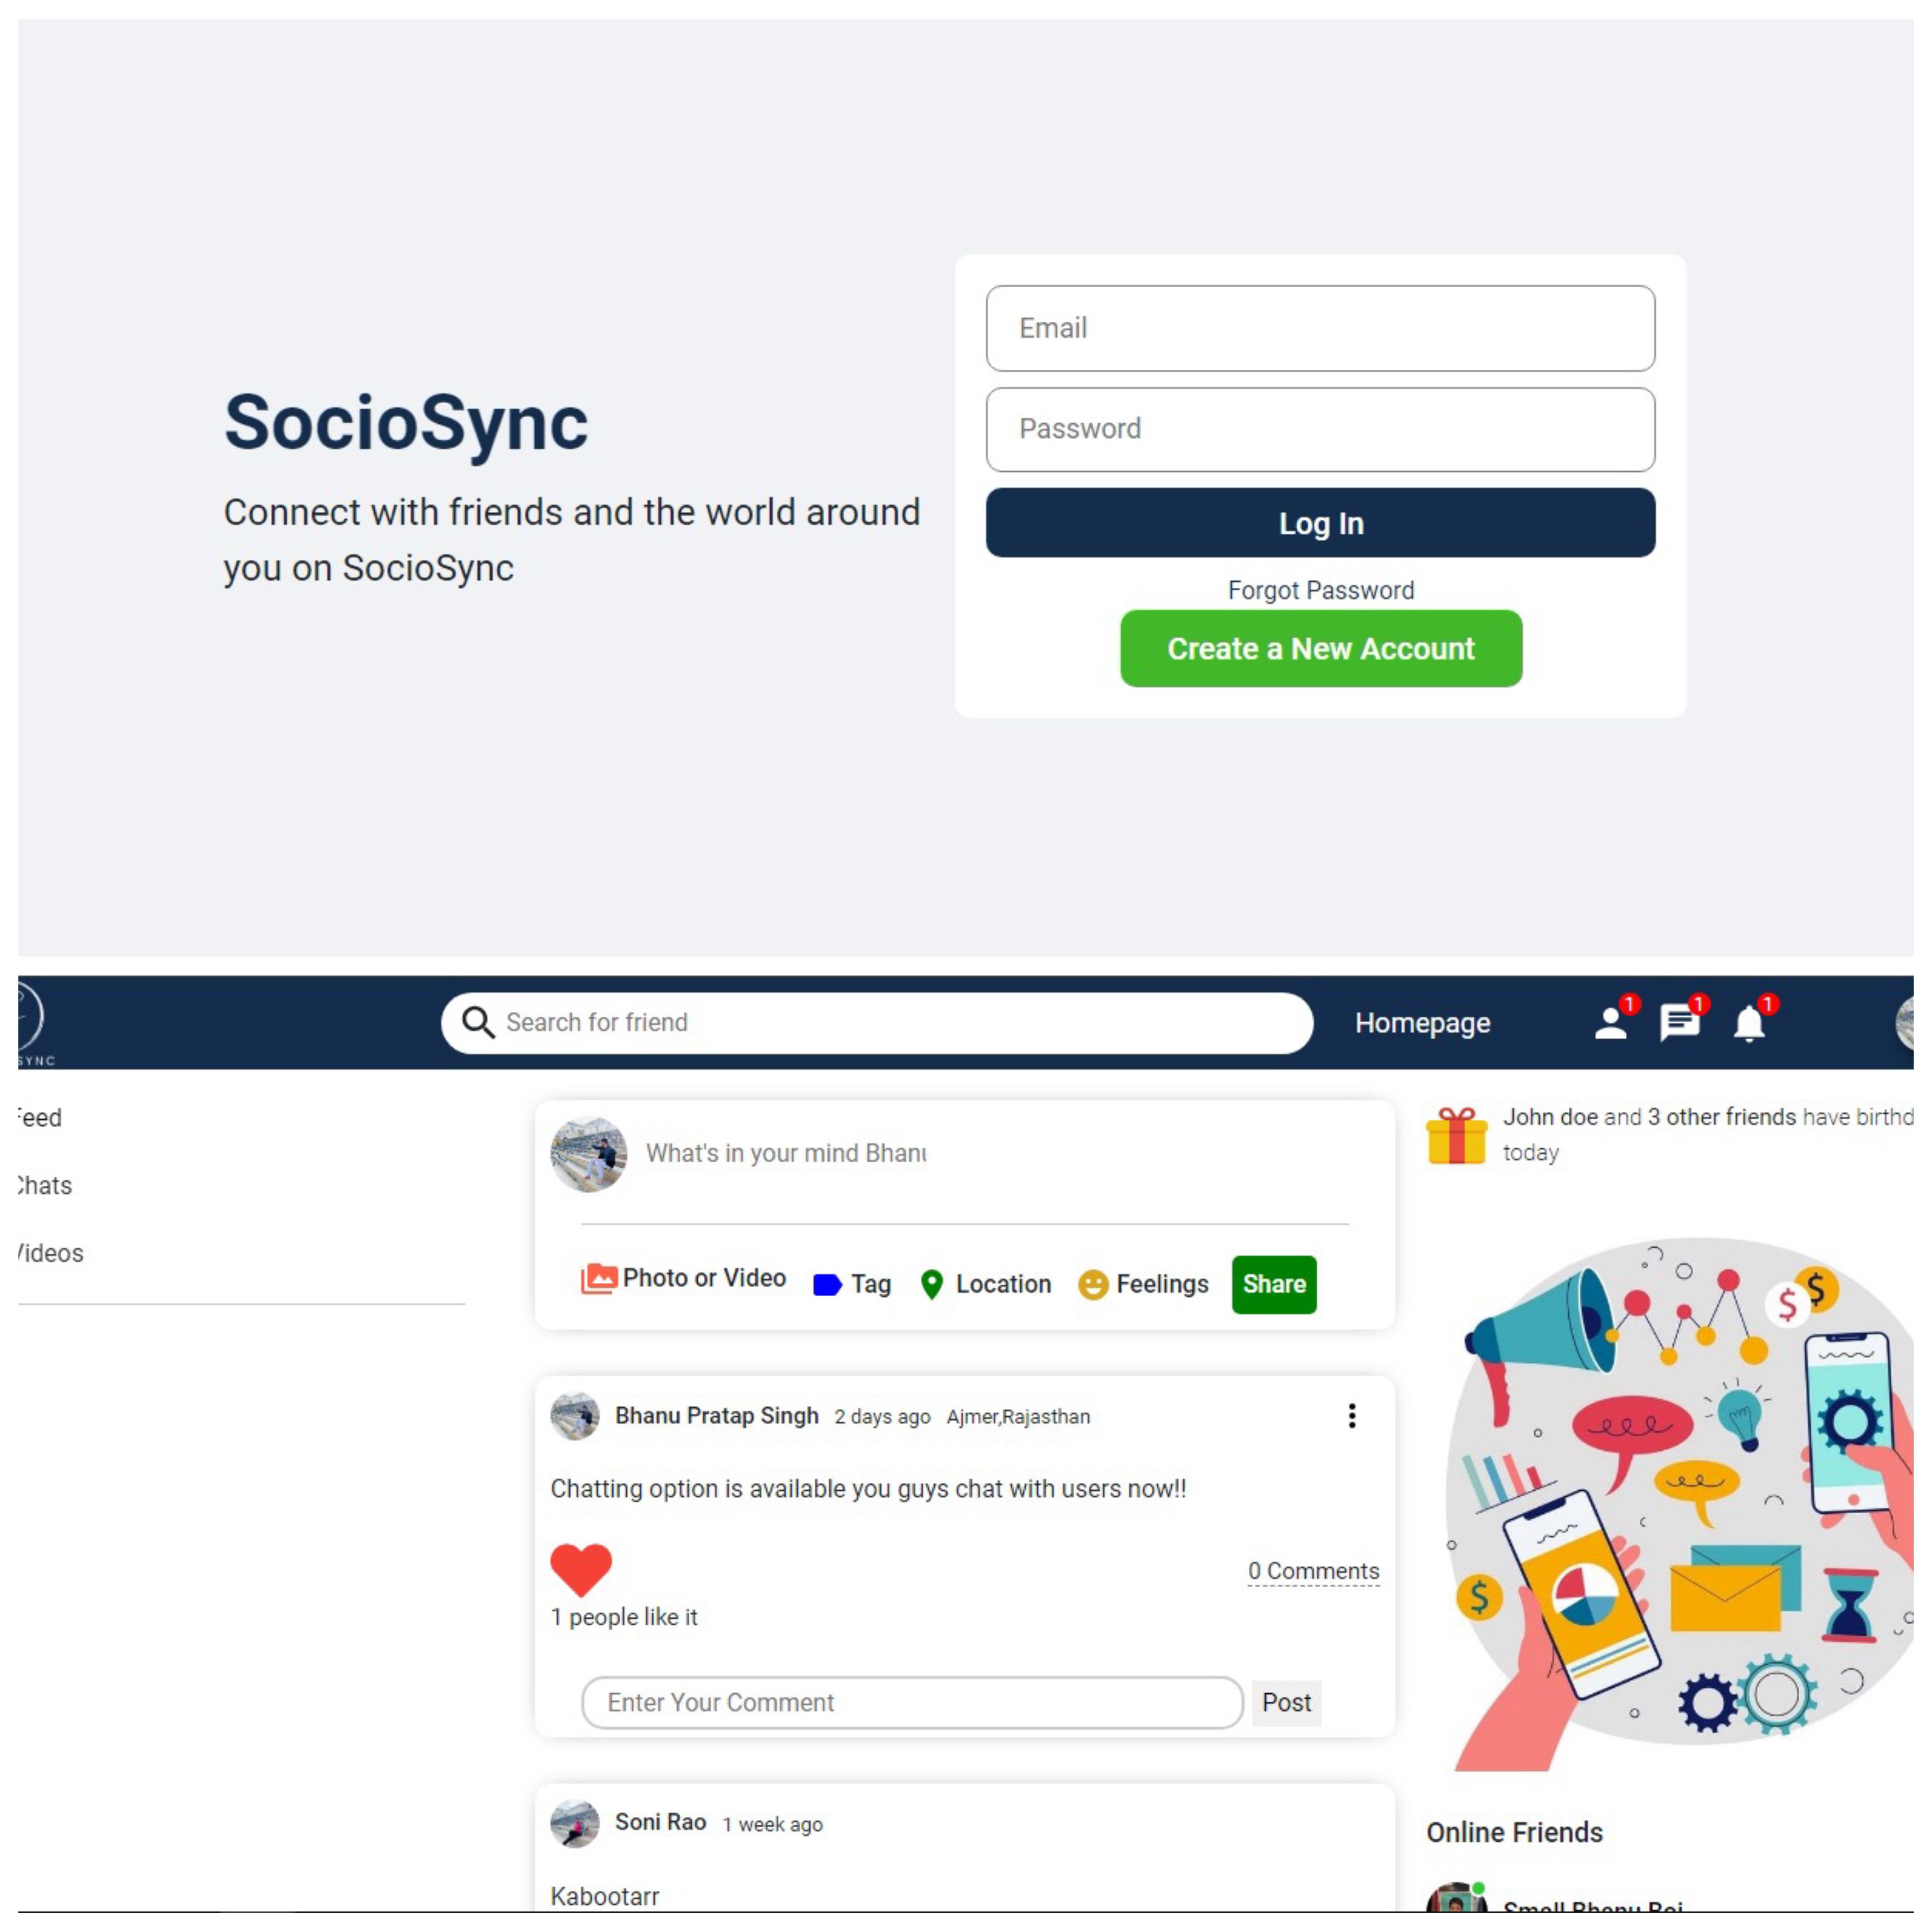 SocioSync
Connect with friends and the world around
you on SocioSync
Email
Password
Log In
Forgot Password
Create a New Account
SYNC
Search for friend
Homepage
1
1
1
Feed
Chats
Videos
What's in your mind Bhanu
Photo or Video
Tag
Location
Feelings
Share
Bhanu Pratap Singh 2 days ago Ajmer,Rajasthan
Chatting option is available you guys chat with users now!!
0 Comments
1 people like it
Enter Your Comment
Post
Soni Rao 1 week ago
Kabootarr
John doe and 3 other friends have birthd
today
$
$
$
Online Friends